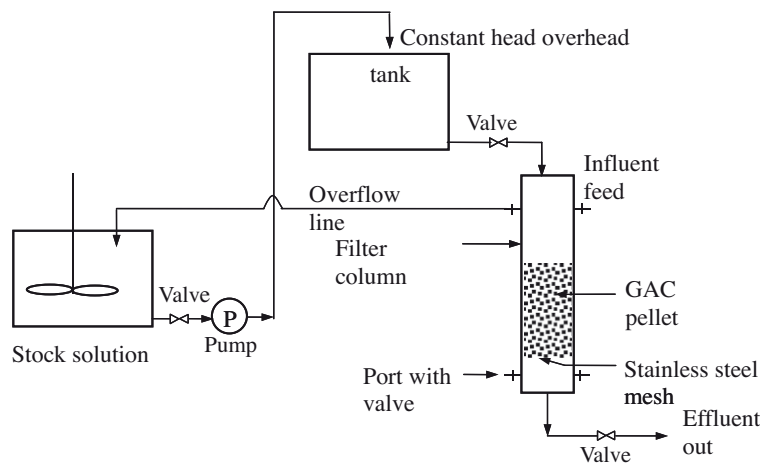 Constant head overhead
tank
Valve
Influent
feed
Overflow
line
Filter
column
GAC
pellet
Valve
P
Pump
Stock solution
Port with
valve
Stainless steel
mesh
Effluent
out
Valve